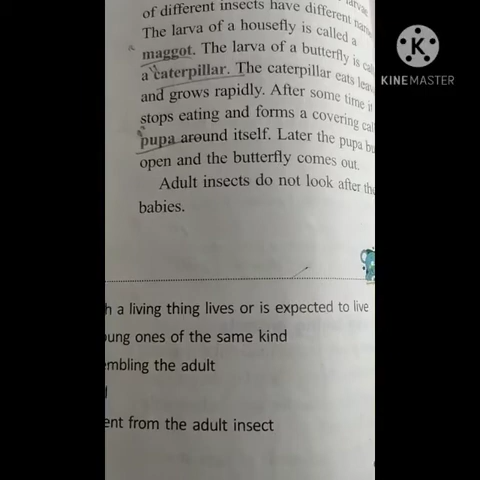 of different insects have different
The larva of a housefly is called a
maggot. The larva of a butterfly is
a caterpillar. The caterpillar eats
and grows rapidly. After some time it
stops eating and forms a covering
pupa around itself. Later the pupa
open and the butterfly comes out.
Adult insects do not look after the
babies.
h a living thing lives or is expected to live
ung ones of the same kind
mbling the adult
ent from the adult insect
K
KINEMASTER